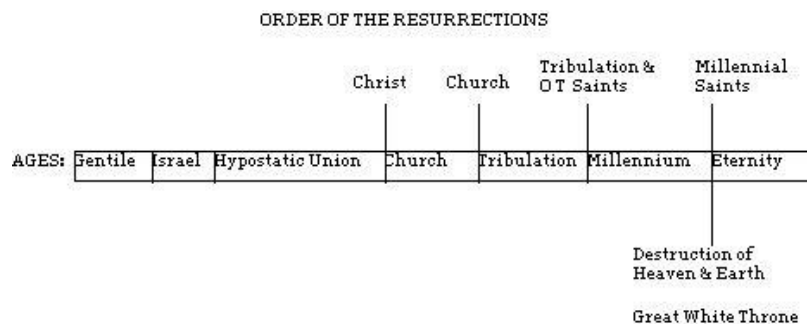 ORDER OF THE RESURRECTIONS
Christ
Church
Tribulation &
OT Saints
Millennial
Saints
AGES: Gentile Israel Hypostatic Union Church Tribulation Millennium Eternity
Destruction of
Heaven & Earth
Great White Throne